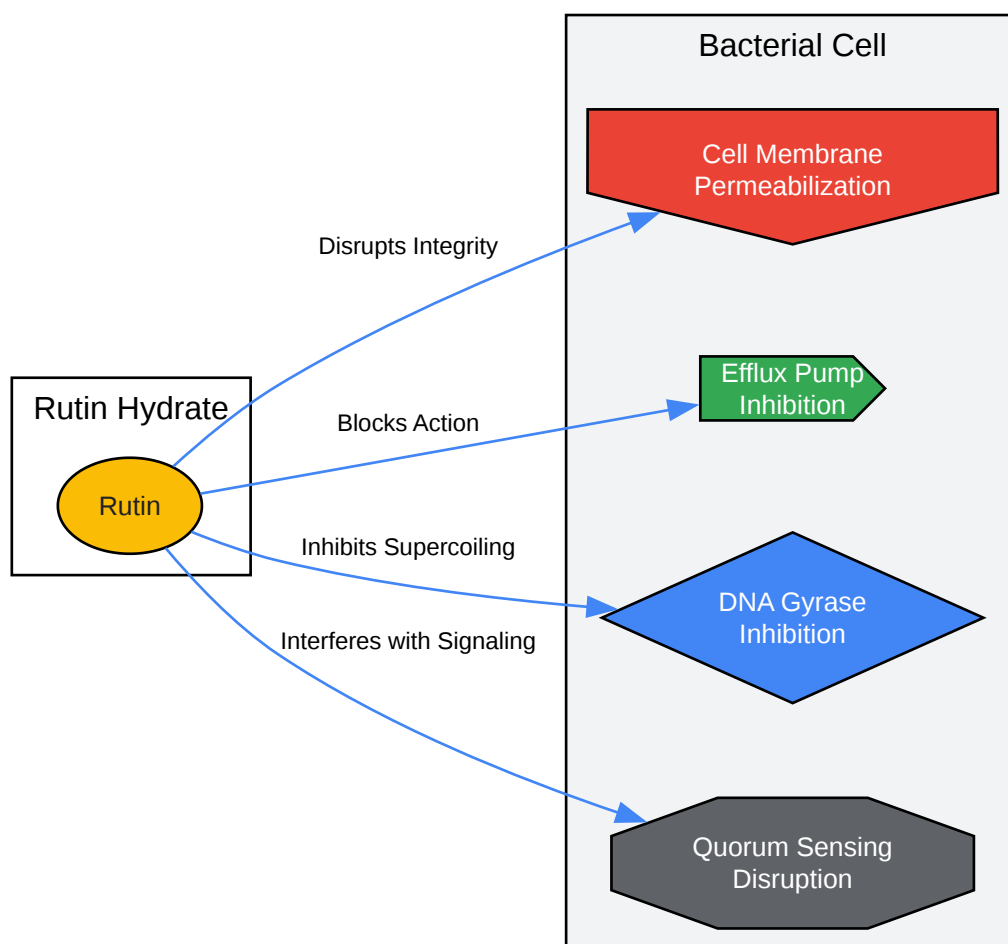 Bacterial Cell
Cell Membrane
Permeabilization
Disrupts Integrity
Rutin Hydrate
Rutin
Blocks Action
Efflux Pump
Inhibition
Inhibits Supercoiling
DNA Gyrase
Inhibition
Interferes with Signaling
Quorum Sensing
Disruption